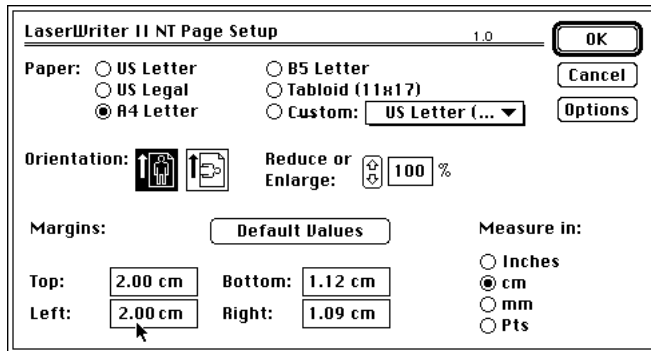 LaserWriter II NT Page Setup 1.0 OK
Paper: US Letter B5 Letter Cancel
US Legal Tabloid (11x17)
A4 Letter Custom: US Letter (... Options
Orientation: Reduce or
Enlarge: 100 %
Margins: Default Values Measure in:
Inches
Top: 2.00 cm Bottom: 1.12 cm cm
Left: 2.00 cm Right: 1.09 cm mm
Pts